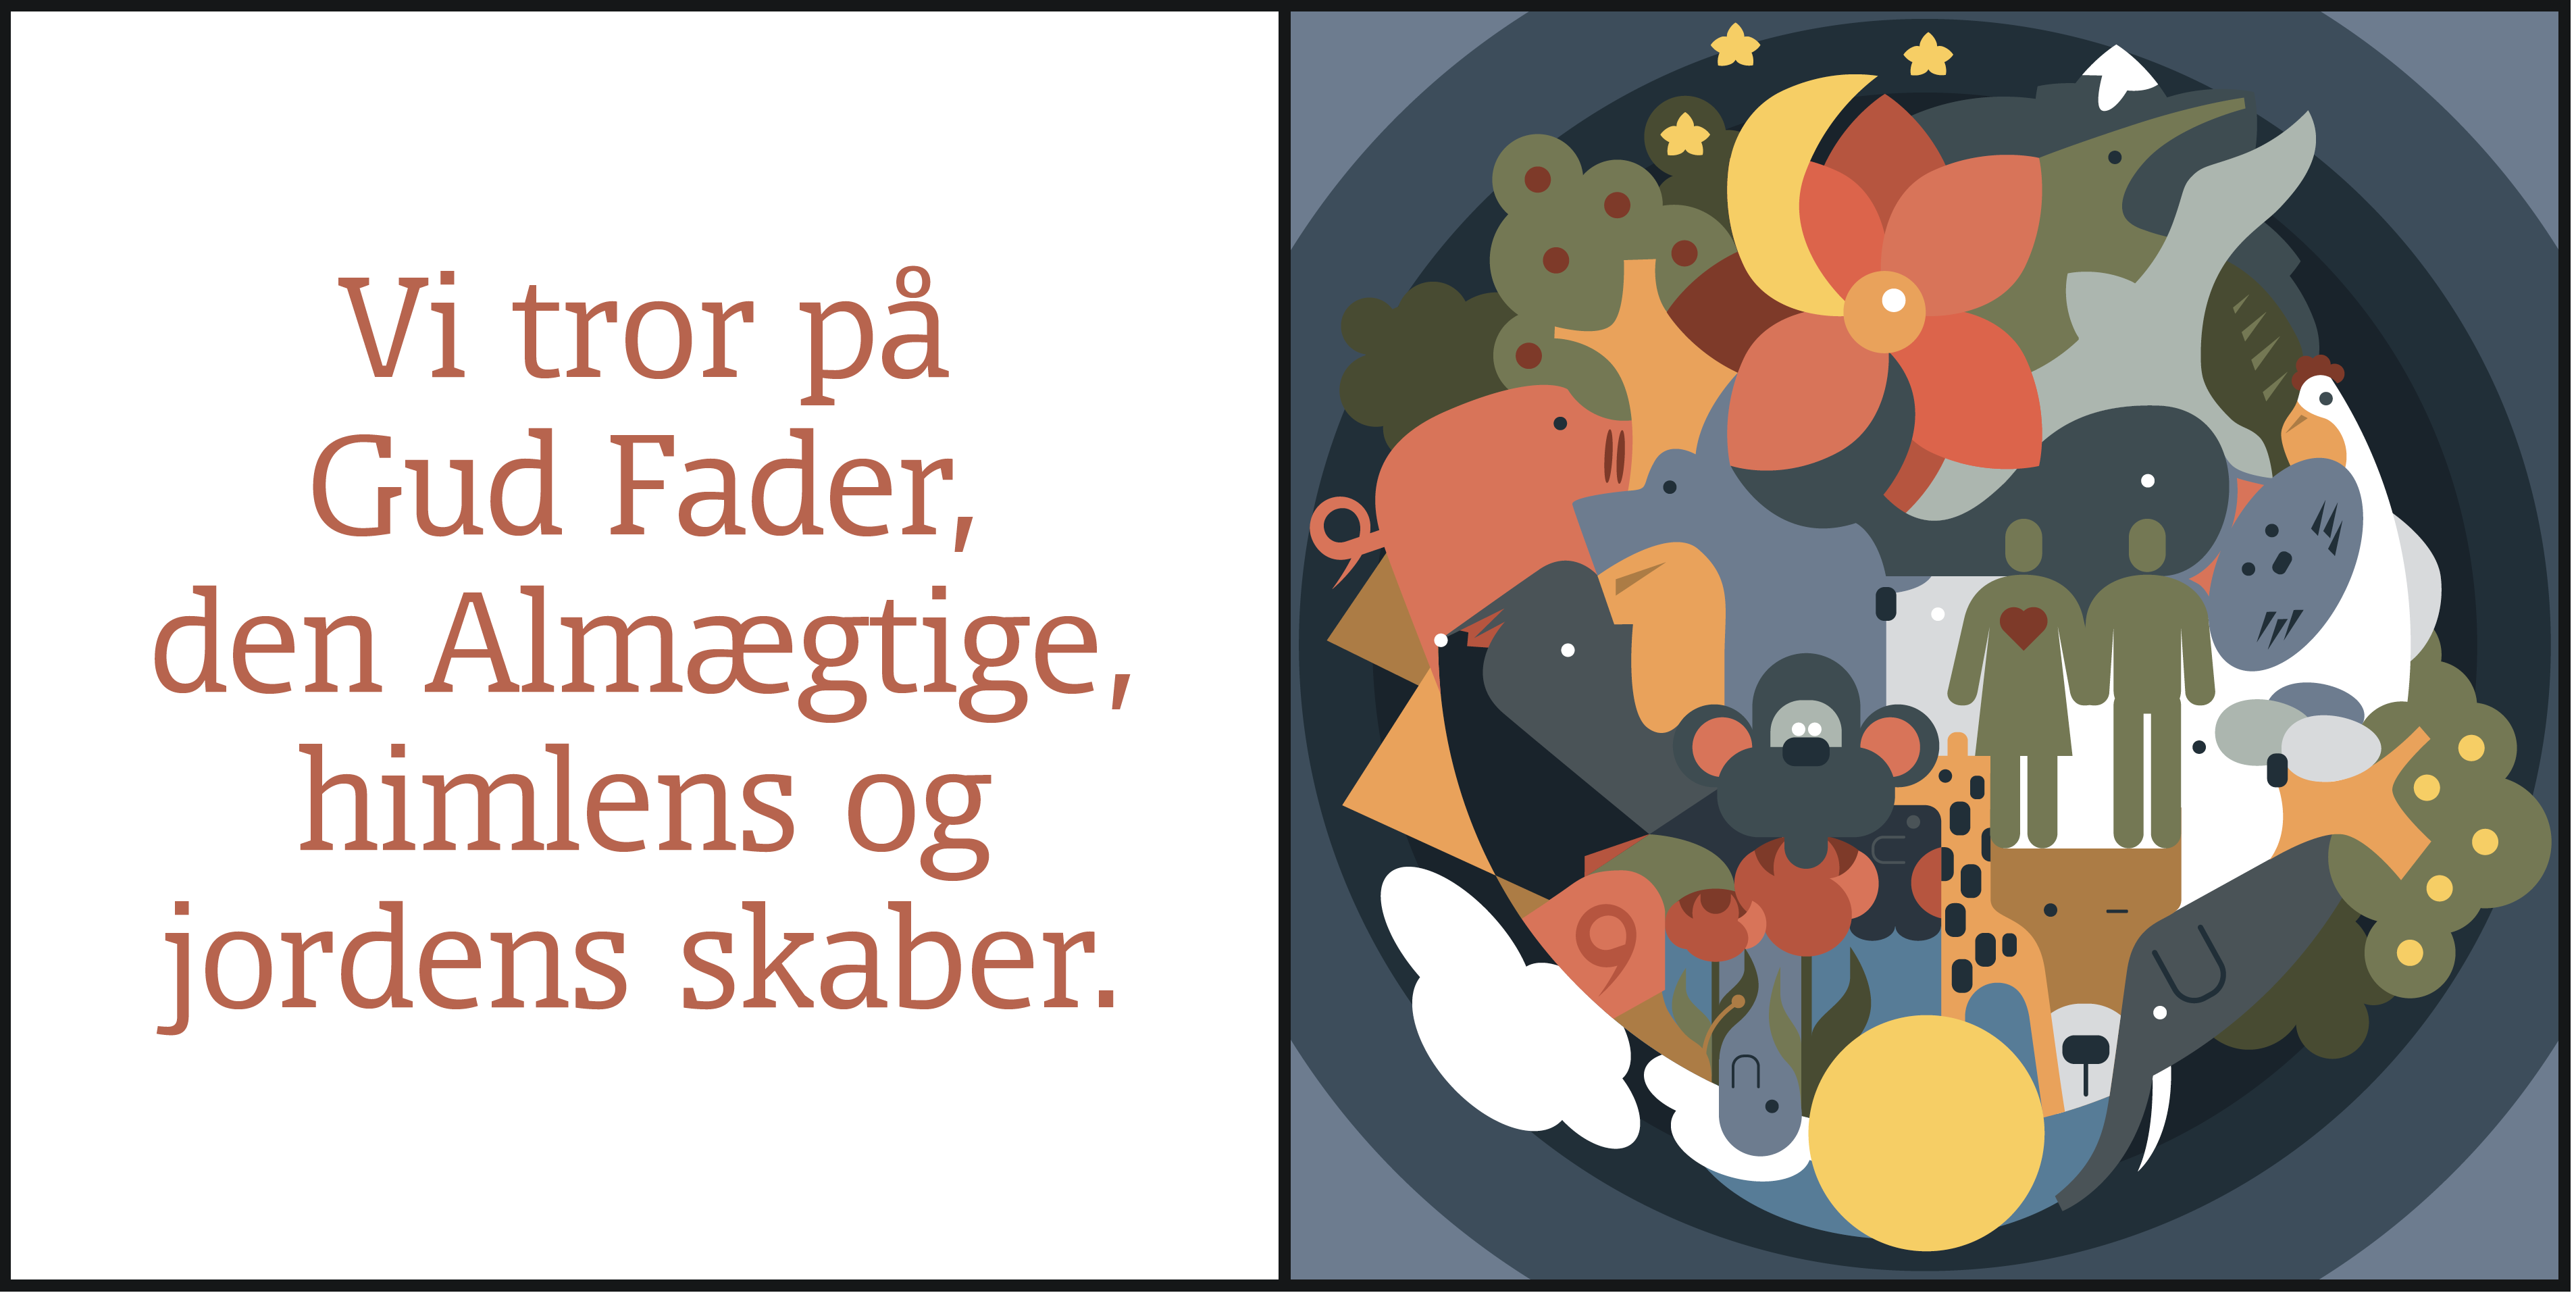 Vi tror på
Gud Fader,
den Almægtige,
himlens og
jordens skaber.